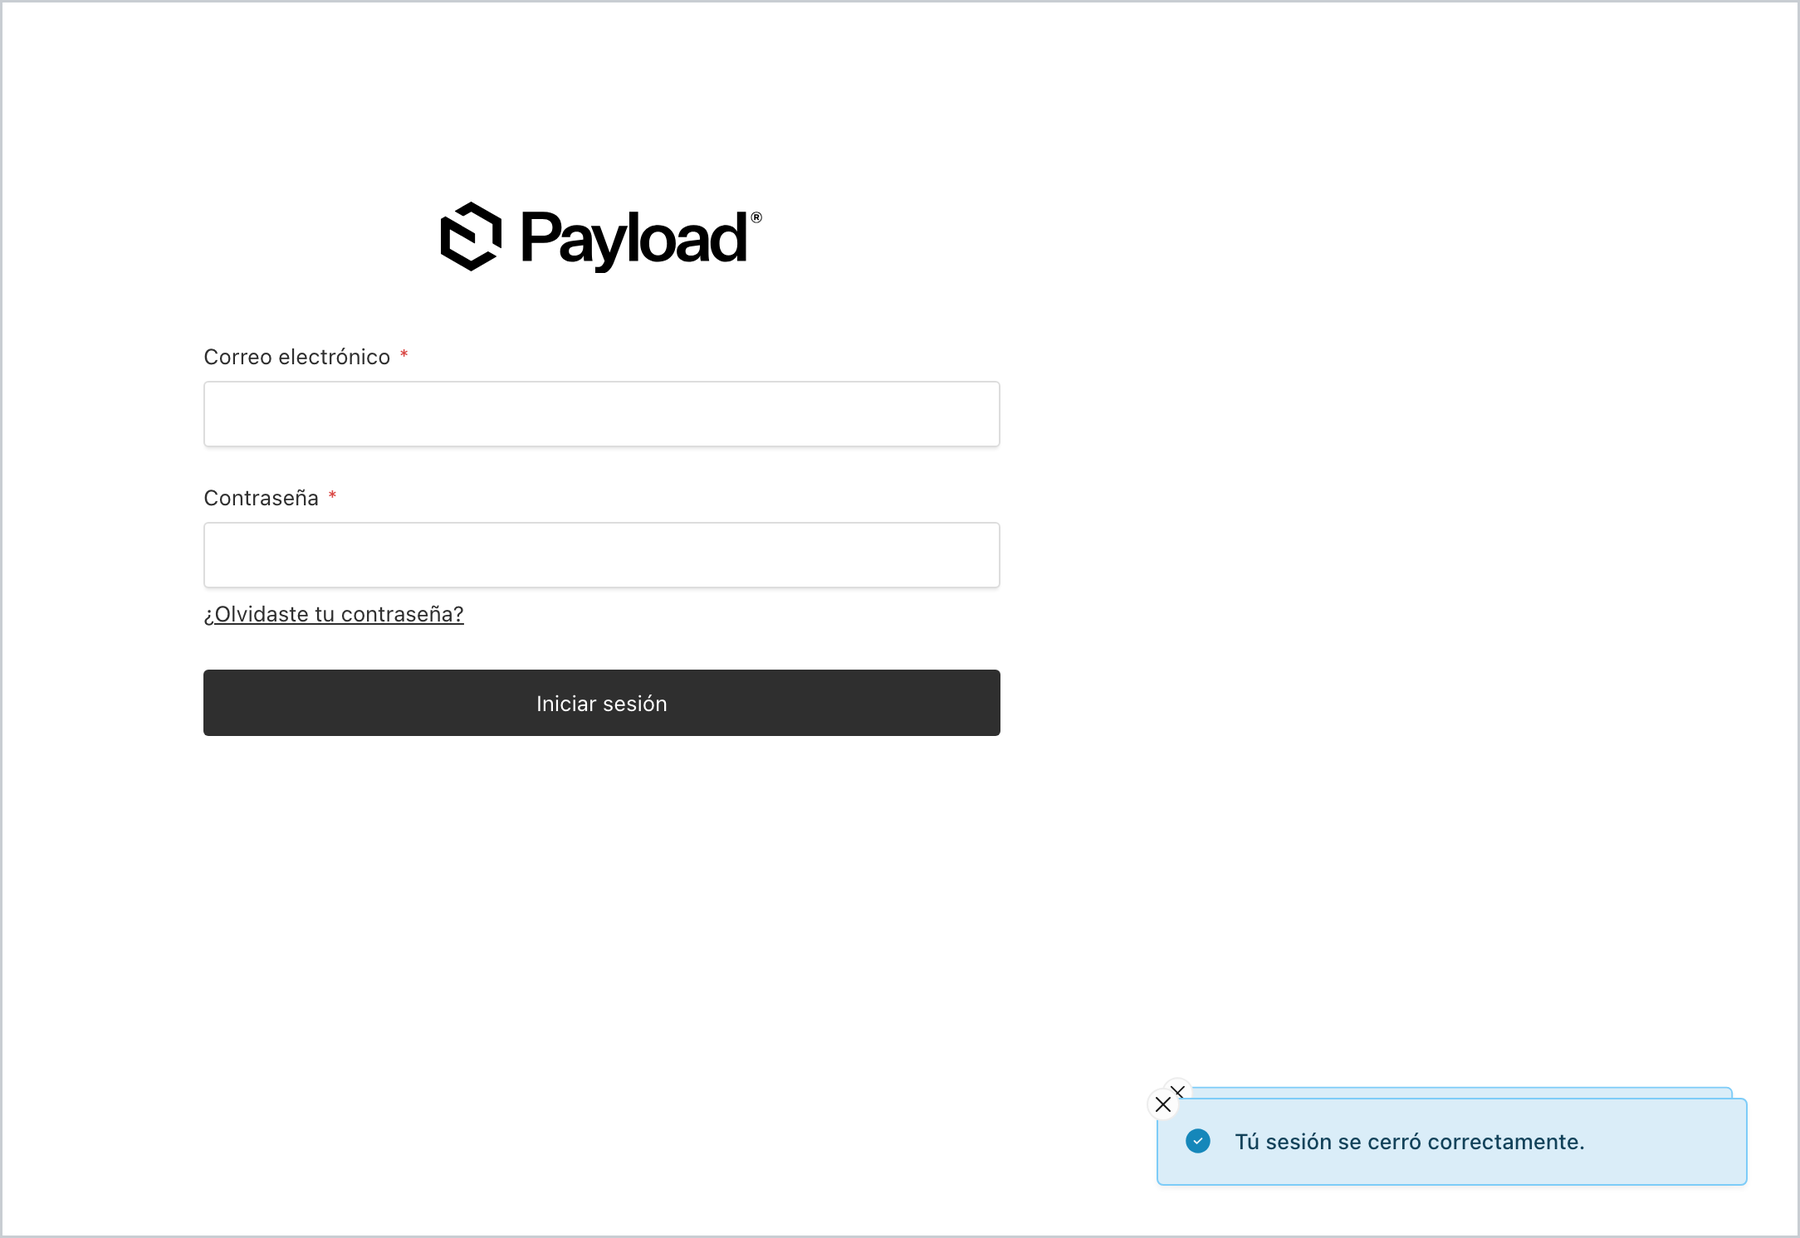 Payload®
Correo electrónico *
Contraseña *
¿Olvidaste tu contraseña?
Iniciar sesión
Tú sesión se cerró correctamente.